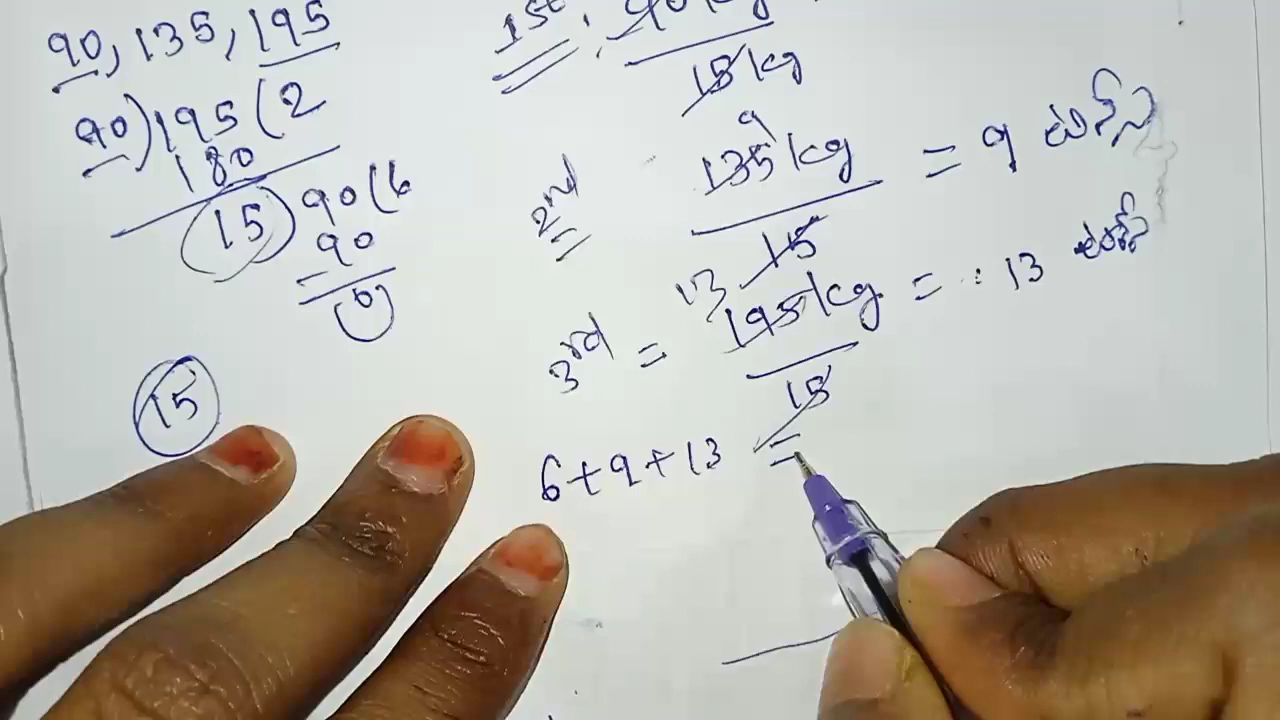 90, 135, 195
90) 195 (2
180
15) 90 (6
90
0
15
1st : 90 kg
15 kg
9
2nd 135 kg = 9
15
13
3rd = 195 kg = 13
15
6 + 9 + 13 =